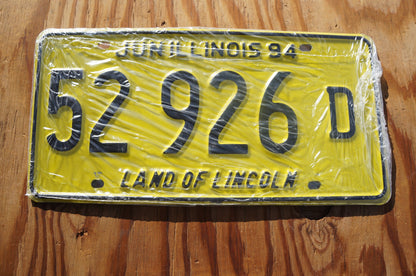 JUN ILLINOIS 94
52 926 D
LAND OF LINCOLN